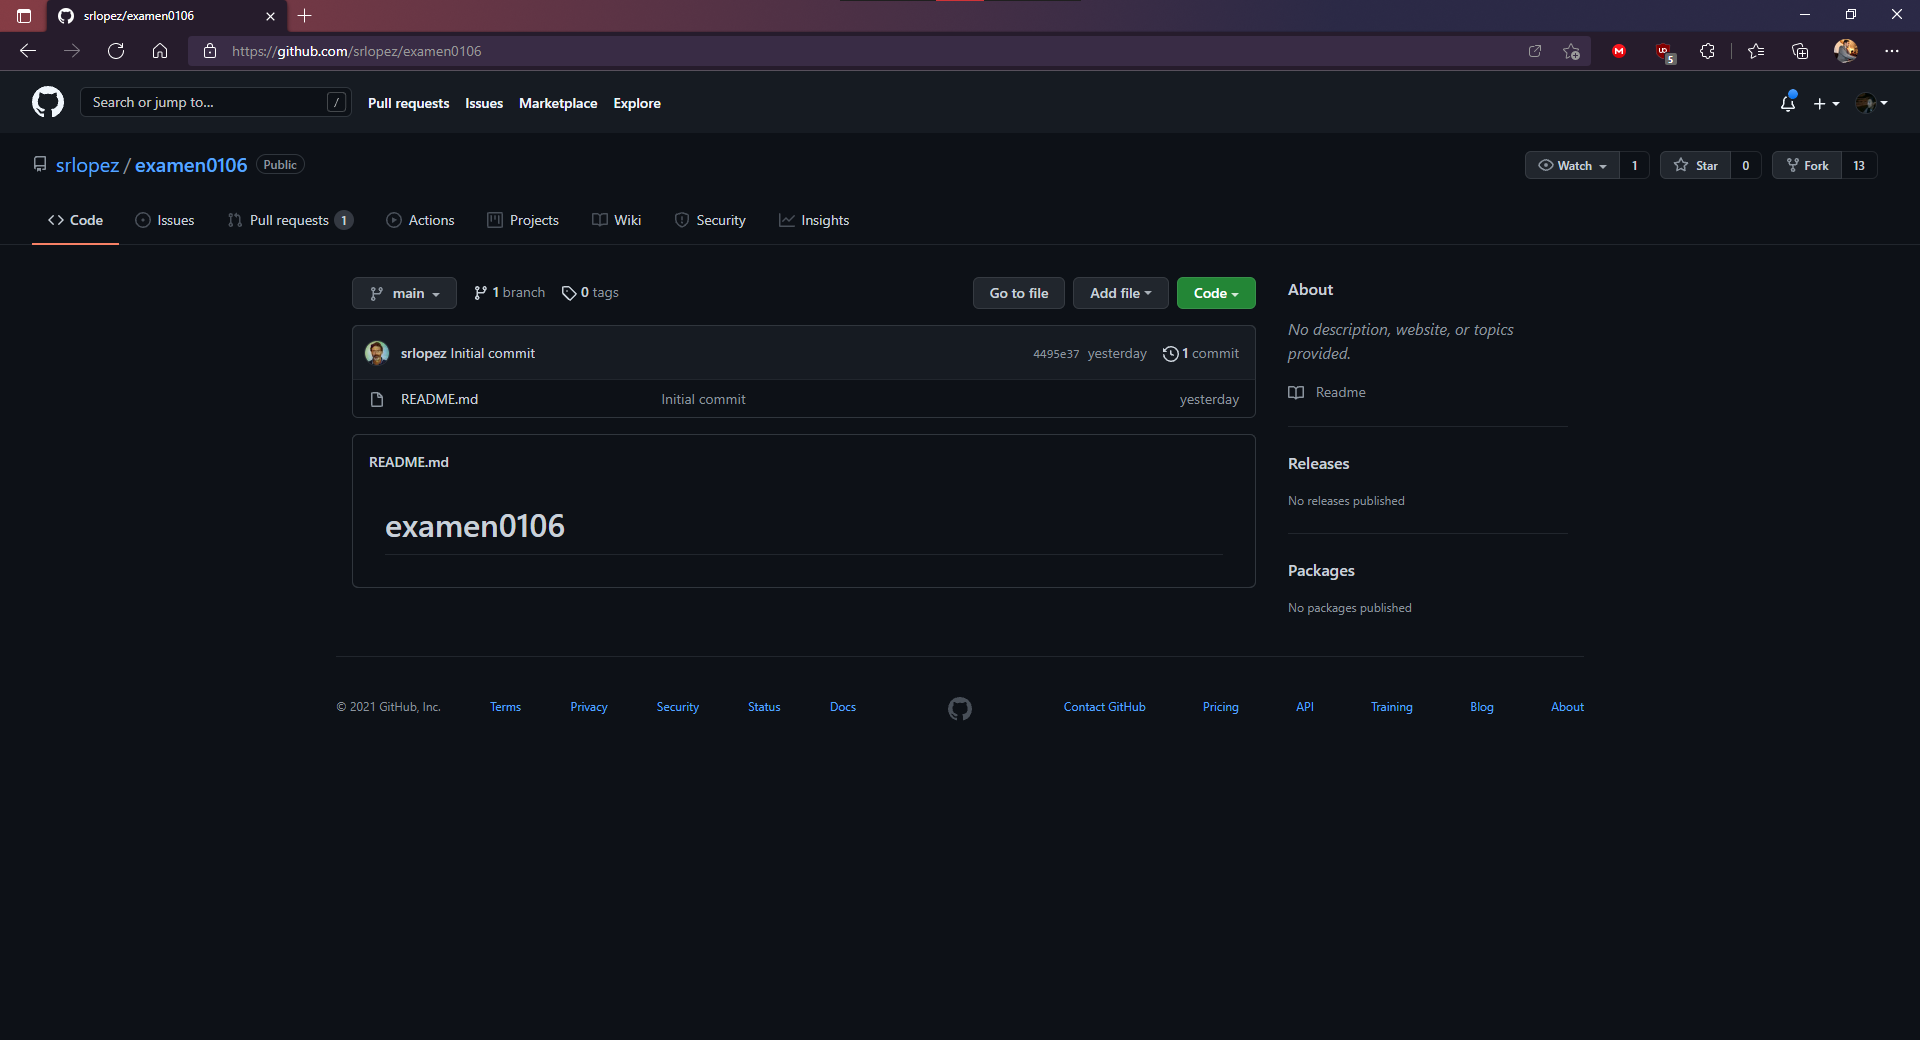 srlopez/examen0106
https://github.com/srlopez/examen0106
5
Search or jump to... /
Pull requests Issues Marketplace Explore
srlopez / examen0106 Public
Watch 1 Star 0 Fork 13
Code Issues Pull requests 1 Actions Projects Wiki Security Insights
main 1 branch 0 tags Go to file Add file Code
srlopez Initial commit 4495e37 yesterday 1 commit
README.md Initial commit yesterday
README.md
examen0106
About
No description, website, or topics
provided.
Readme
Releases
No releases published
Packages
No packages published
© 2021 GitHub, Inc. Terms Privacy Security Status Docs Contact GitHub Pricing API Training Blog About